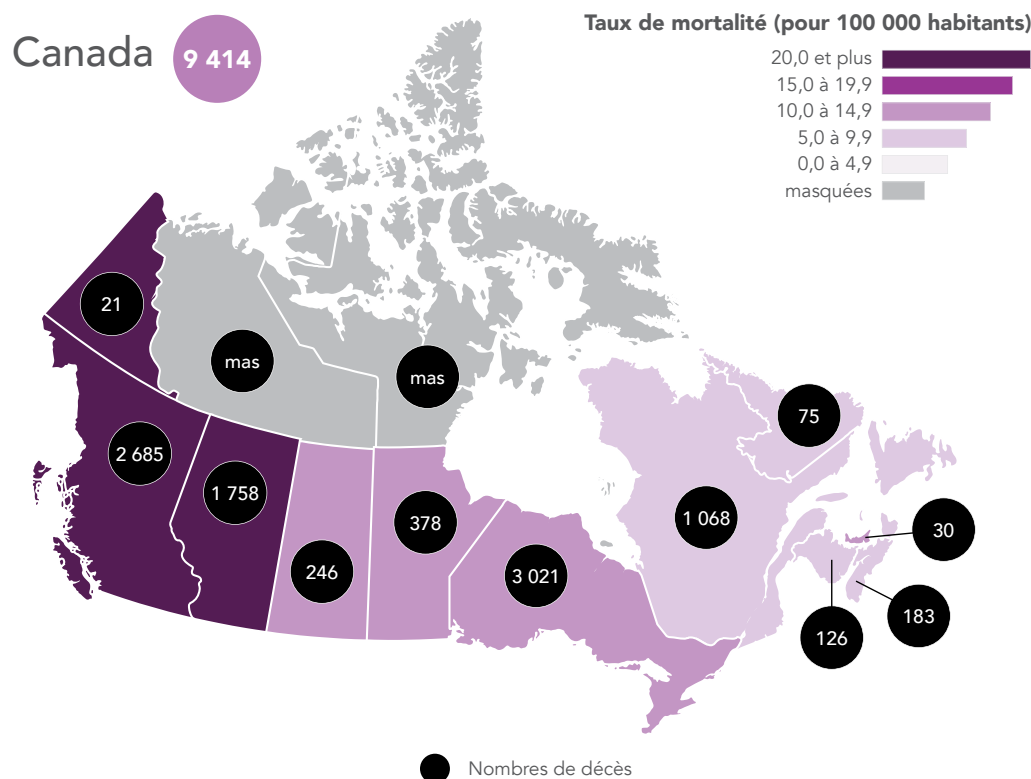 Canada 9 414
Taux de mortalité (pour 100 000 habitants)
20,0 et plus
15,0 à 19,9
10,0 à 14,9
5,0 à 9,9
0,0 à 4,9
masquées
21
mas
mas
75
2 685
1 758
378
1 068
30
246
3 021
183
126
Nombres de décès